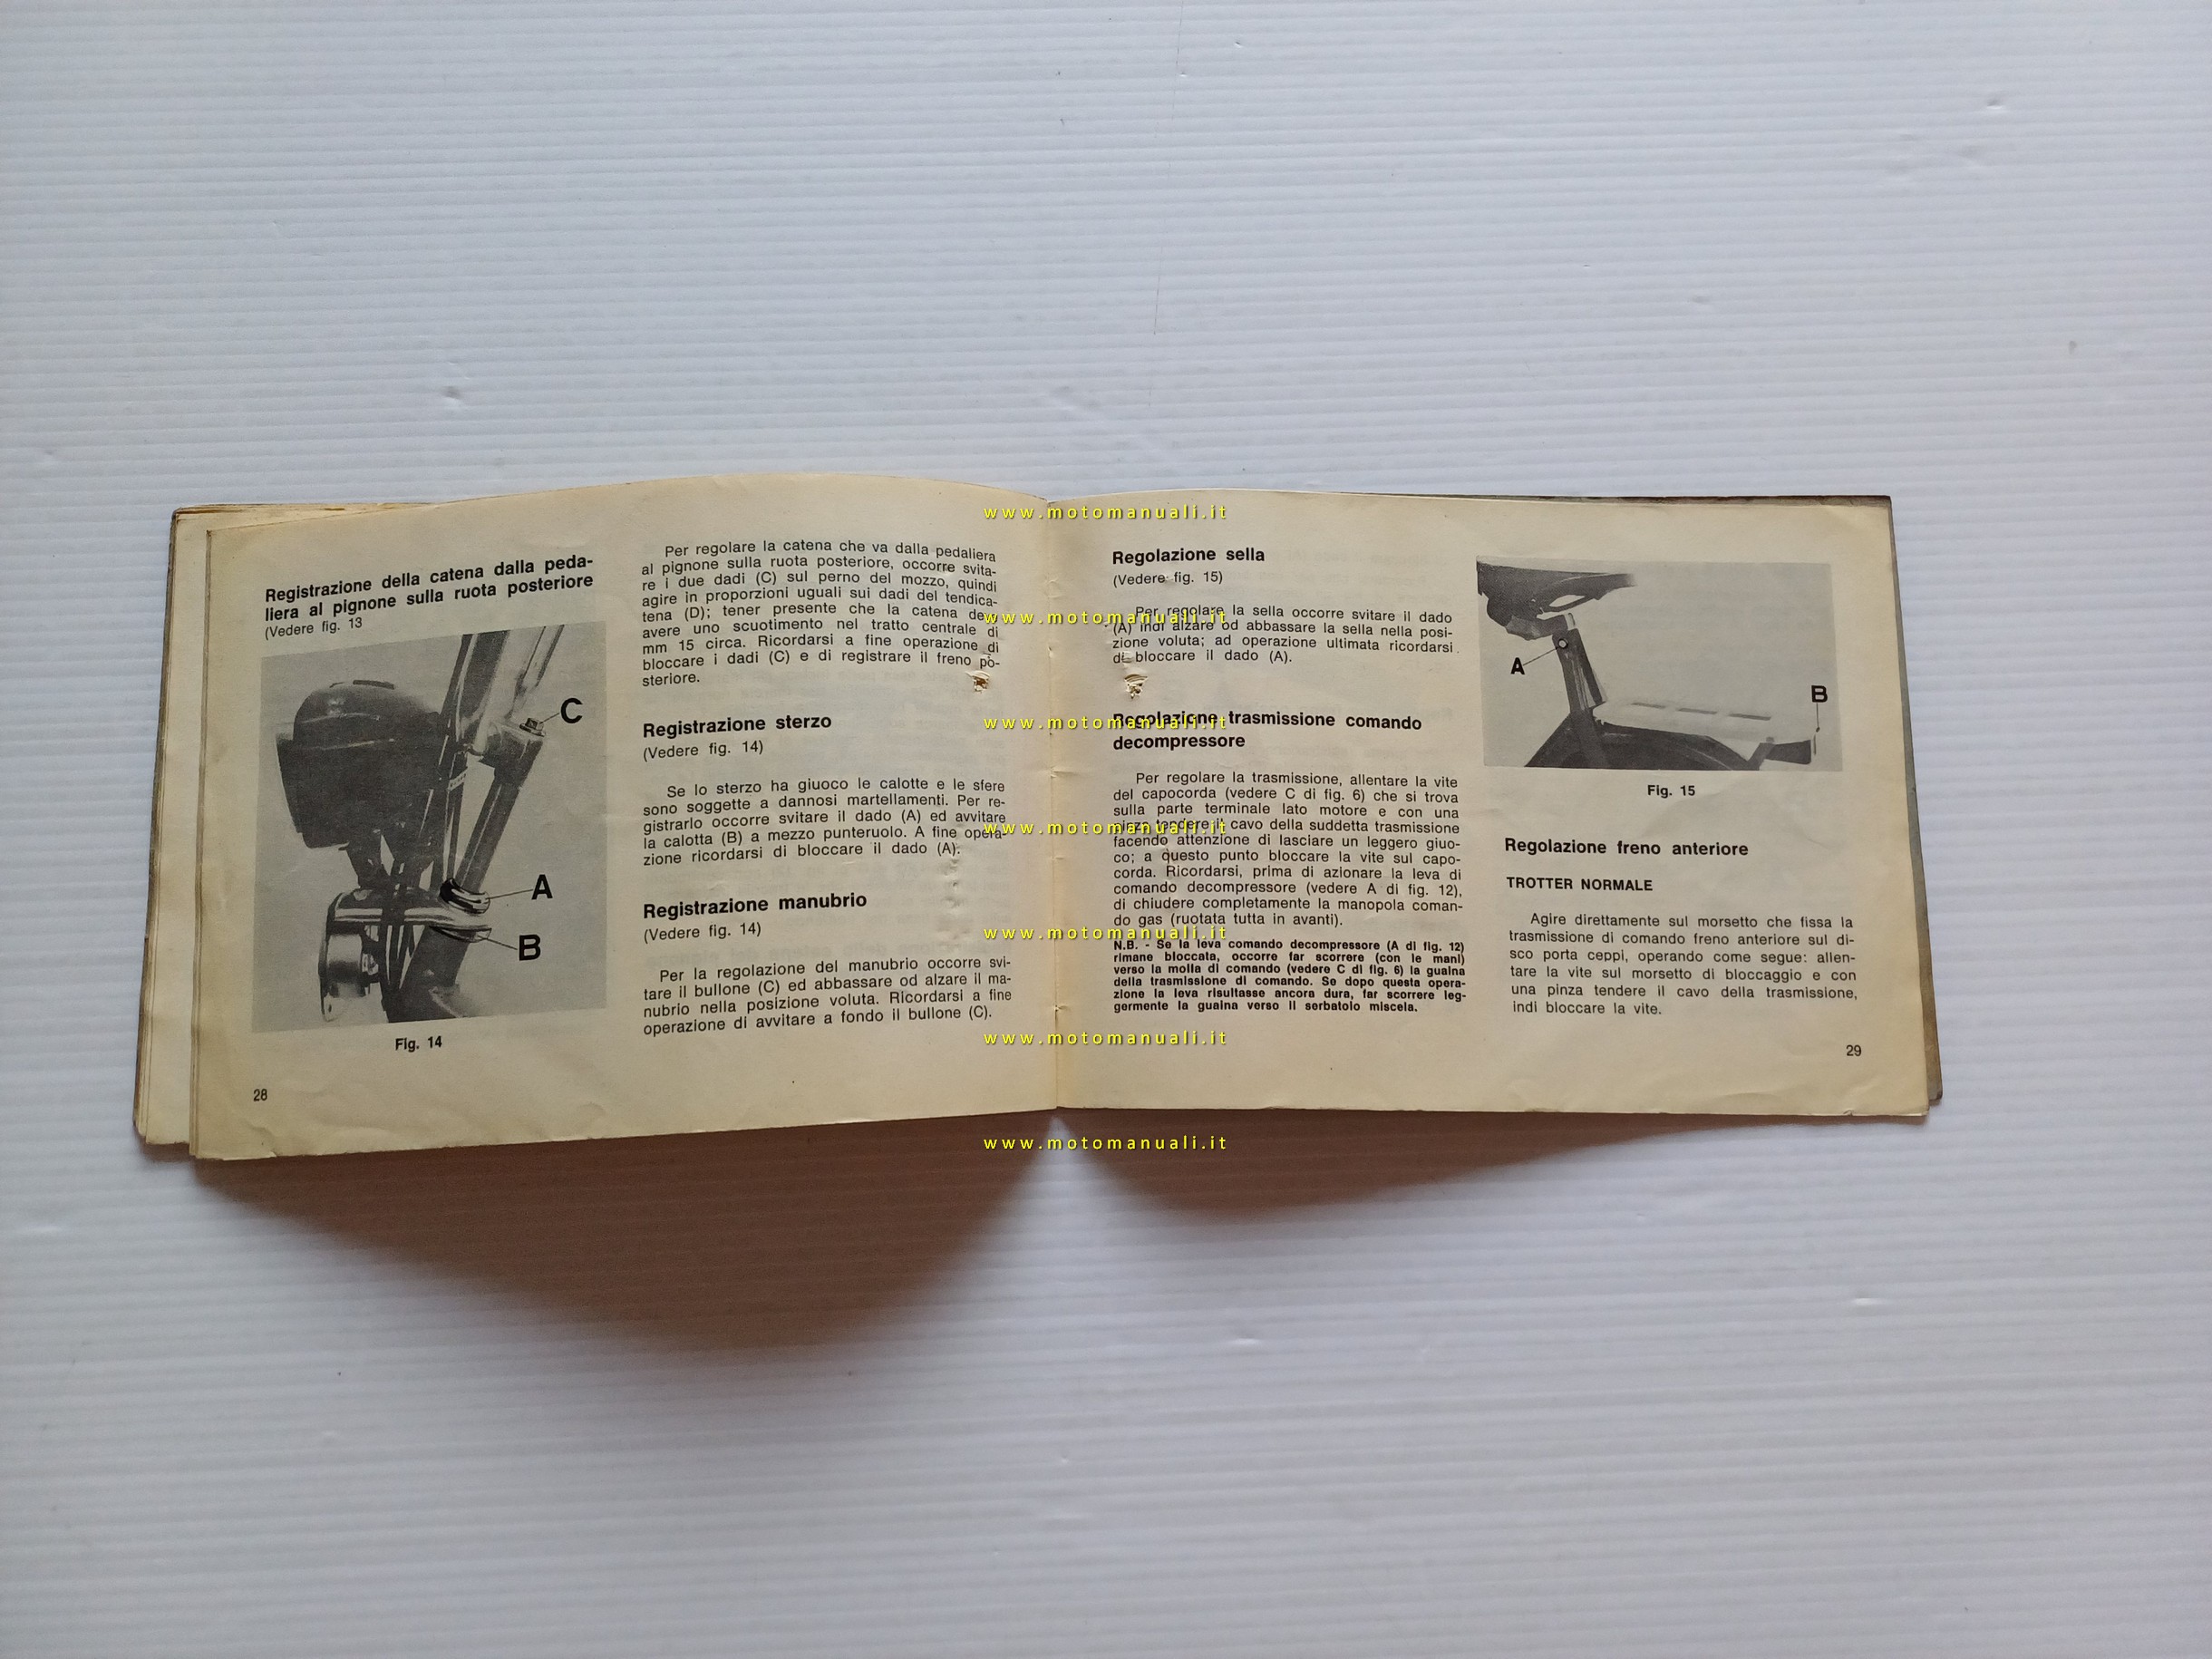 Registrazione della catena dalla peda-
liera al pignone sulla ruota posteriore
(Vedere fig. 13
C
A
B
Fig. 14
28
Per regolare la catena che va dalla pedaliera
al pignone sulla ruota posteriore, occorre svita-
re i due dadi (C) sul perno del mozzo, quindi
agire in proporzioni uguali sui dadi del tendica-
tena (D); tener presente che la catena deve
avere uno scuotimento nel tratto centrale di
mm 15 circa. Ricordarsi a fine operazione di
bloccare i dadi (C) e di registrare il freno po-
steriore.
Registrazione sterzo
(Vedere fig. 14)
Se lo sterzo ha giuoco le calotte e le sfere
sono soggette a dannosi martellamenti. Per re-
gistrarlo occorre svitare il dado (A) ed avvitare
la calotta (B) a mezzo punteruolo. A fine opera-
zione ricordarsi di bloccare il dado (A).
Registrazione manubrio
(Vedere fig. 14)
Per la regolazione del manubrio occorre svi-
tare il bullone (C) ed abbassare od alzare il ma-
nubrio nella posizione voluta. Ricordarsi a fine
operazione di avvitare a fondo il bullone (C).
www.motomanuali.it
www.motomanuali.it
www.motomanuali.it
www.motomanuali.it
www.motomanuali.it
www.motomanuali.it
www.motomanuali.it
Regolazione sella
(Vedere fig. 15)
Per regolare la sella occorre svitare il dado
(A) indi alzare od abbassare la sella nella posi-
zione voluta; ad operazione ultimata ricordarsi
di bloccare il dado (A).
Regolazione trasmissione comando
decompressore
Per regolare la trasmissione, allentare la vite
del capocorda (vedere C di fig. 6) che si trova
sulla parte terminale lato motore e con una
pinza tendere il cavo della suddetta trasmissione
facendo attenzione di lasciare un leggero giuo-
co; a questo punto bloccare la vite sul capo-
corda. Ricordarsi, prima di azionare la leva di
comando decompressore (vedere A di fig. 12),
di chiudere completamente la manopola coman-
do gas (ruotata tutta in avanti).
N.B. - Se la leva comando decompressore (A di fig. 12)
rimane bloccata, occorre far scorrere (con le mani)
verso la molla di comando (vedere C di fig. 6) la guaina
della trasmissione di comando. Se dopo questa opera-
zione la leva risultasse ancora dura, far scorrere leg-
germente la guaina verso il serbatoio miscela.
A
B
Fig. 15
Regolazione freno anteriore
TROTTER NORMALE
Agire direttamente sul morsetto che fissa la
trasmissione di comando freno anteriore sul di-
sco porta ceppi, operando come segue: allen-
tare la vite sul morsetto di bloccaggio e con
una pinza tendere il cavo della trasmissione,
indi bloccare la vite.
29